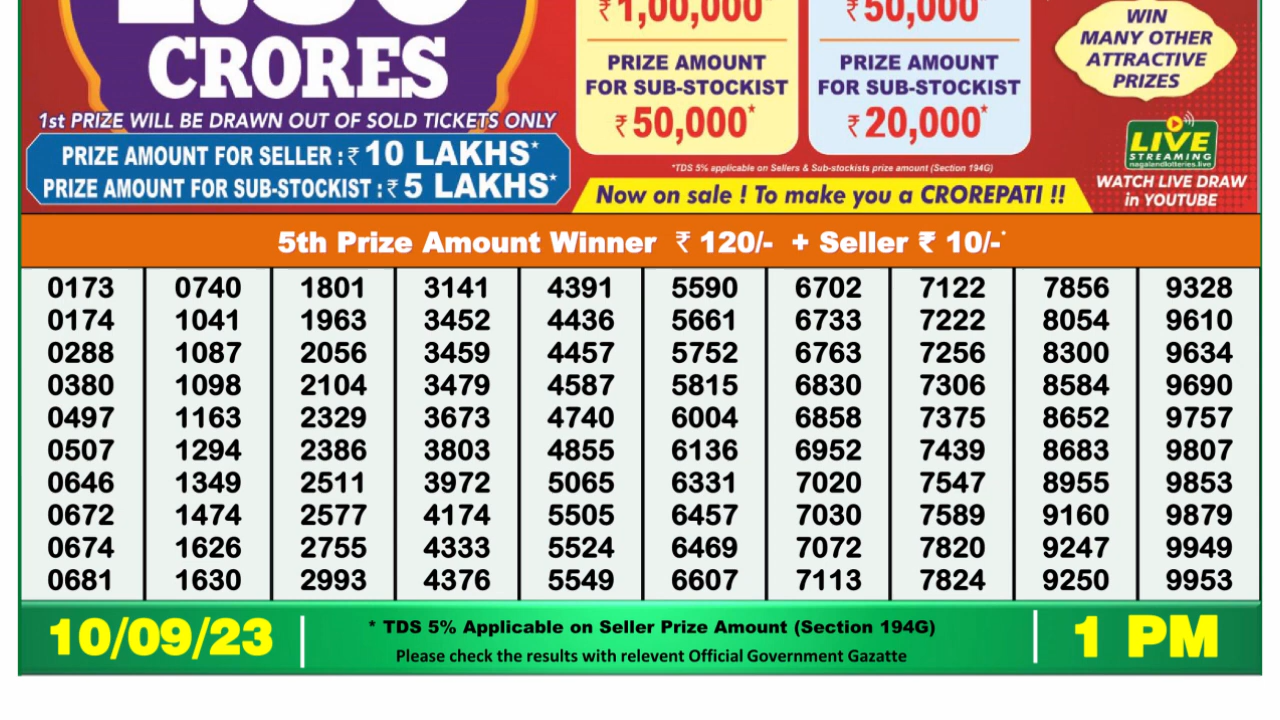 CRORES
1st PRIZE WILL BE DRAWN OUT OF SOLD TICKETS ONLY
PRIZE AMOUNT FOR SELLER : ₹ 10 LAKHS*
PRIZE AMOUNT FOR SUB-STOCKIST : ₹ 5 LAKHS*
₹1,00,000*
PRIZE AMOUNT
FOR SUB-STOCKIST
₹50,000*
₹50,000*
PRIZE AMOUNT
FOR SUB-STOCKIST
₹20,000*
*TDS 5% applicable on Sellers & Sub-stockists prize amount (Section 194G)
Now on sale ! To make you a CROREPATI !!
WIN
MANY OTHER
ATTRACTIVE
PRIZES
LIVE
STREAMING
nagalandlotteries.live
WATCH LIVE DRAW
in YOUTUBE
5th Prize Amount Winner ₹ 120/- + Seller ₹ 10/-*
0173 0740 1801 3141 4391 5590 6702 7122 7856 9328
0174 1041 1963 3452 4436 5661 6733 7222 8054 9610
0288 1087 2056 3459 4457 5752 6763 7256 8300 9634
0380 1098 2104 3479 4587 5815 6830 7306 8584 9690
0497 1163 2329 3673 4740 6004 6858 7375 8652 9757
0507 1294 2386 3803 4855 6136 6952 7439 8683 9807
0646 1349 2511 3972 5065 6331 7020 7547 8955 9853
0672 1474 2577 4174 5505 6457 7030 7589 9160 9879
0674 1626 2755 4333 5524 6469 7072 7820 9247 9949
0681 1630 2993 4376 5549 6607 7113 7824 9250 9953
10/09/23
* TDS 5% Applicable on Seller Prize Amount (Section 194G)
Please check the results with relevent Official Government Gazatte
1 PM